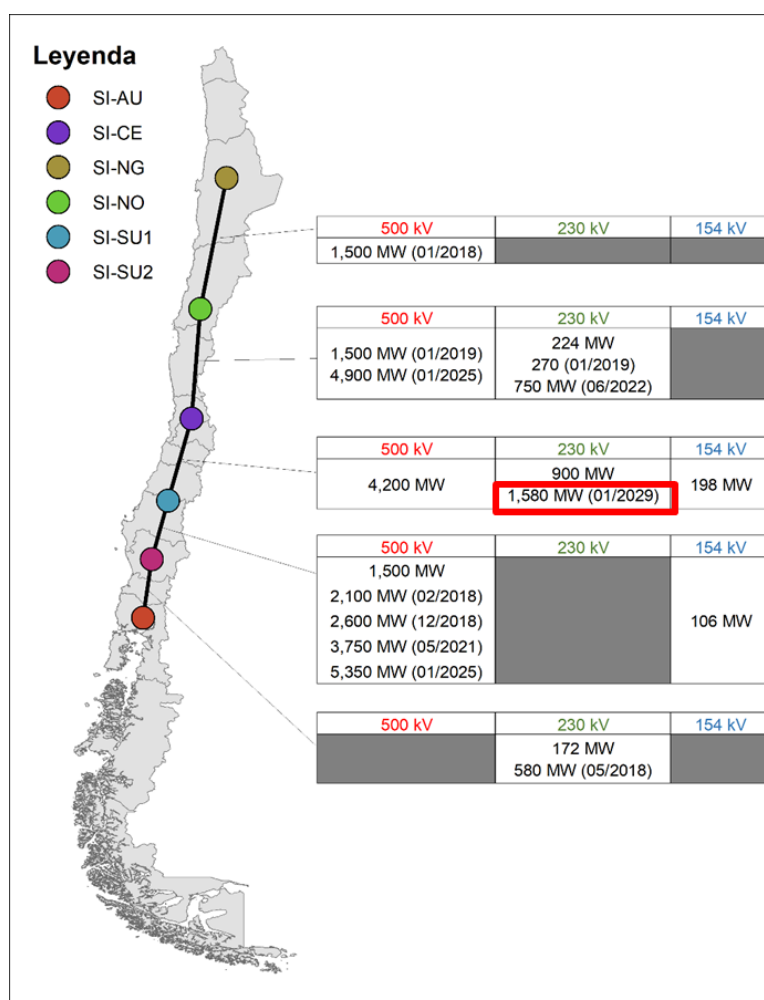 Leyenda
SI-AU
SI-CE
SI-NG
SI-NO
SI-SU1
SI-SU2
500 kV 230 kV 154 kV
1,500 MW (01/2018)
500 kV 230 kV 154 kV
1,500 MW (01/2019)
4,900 MW (01/2025)
224 MW
270 (01/2019)
750 MW (06/2022)
500 kV 230 kV 154 kV
4,200 MW
900 MW
1,580 MW (01/2029)
198 MW
500 kV 230 kV 154 kV
1,500 MW
2,100 MW (02/2018)
2,600 MW (12/2018)
3,750 MW (05/2021)
5,350 MW (01/2025)
106 MW
500 kV 230 kV 154 kV
172 MW
580 MW (05/2018)